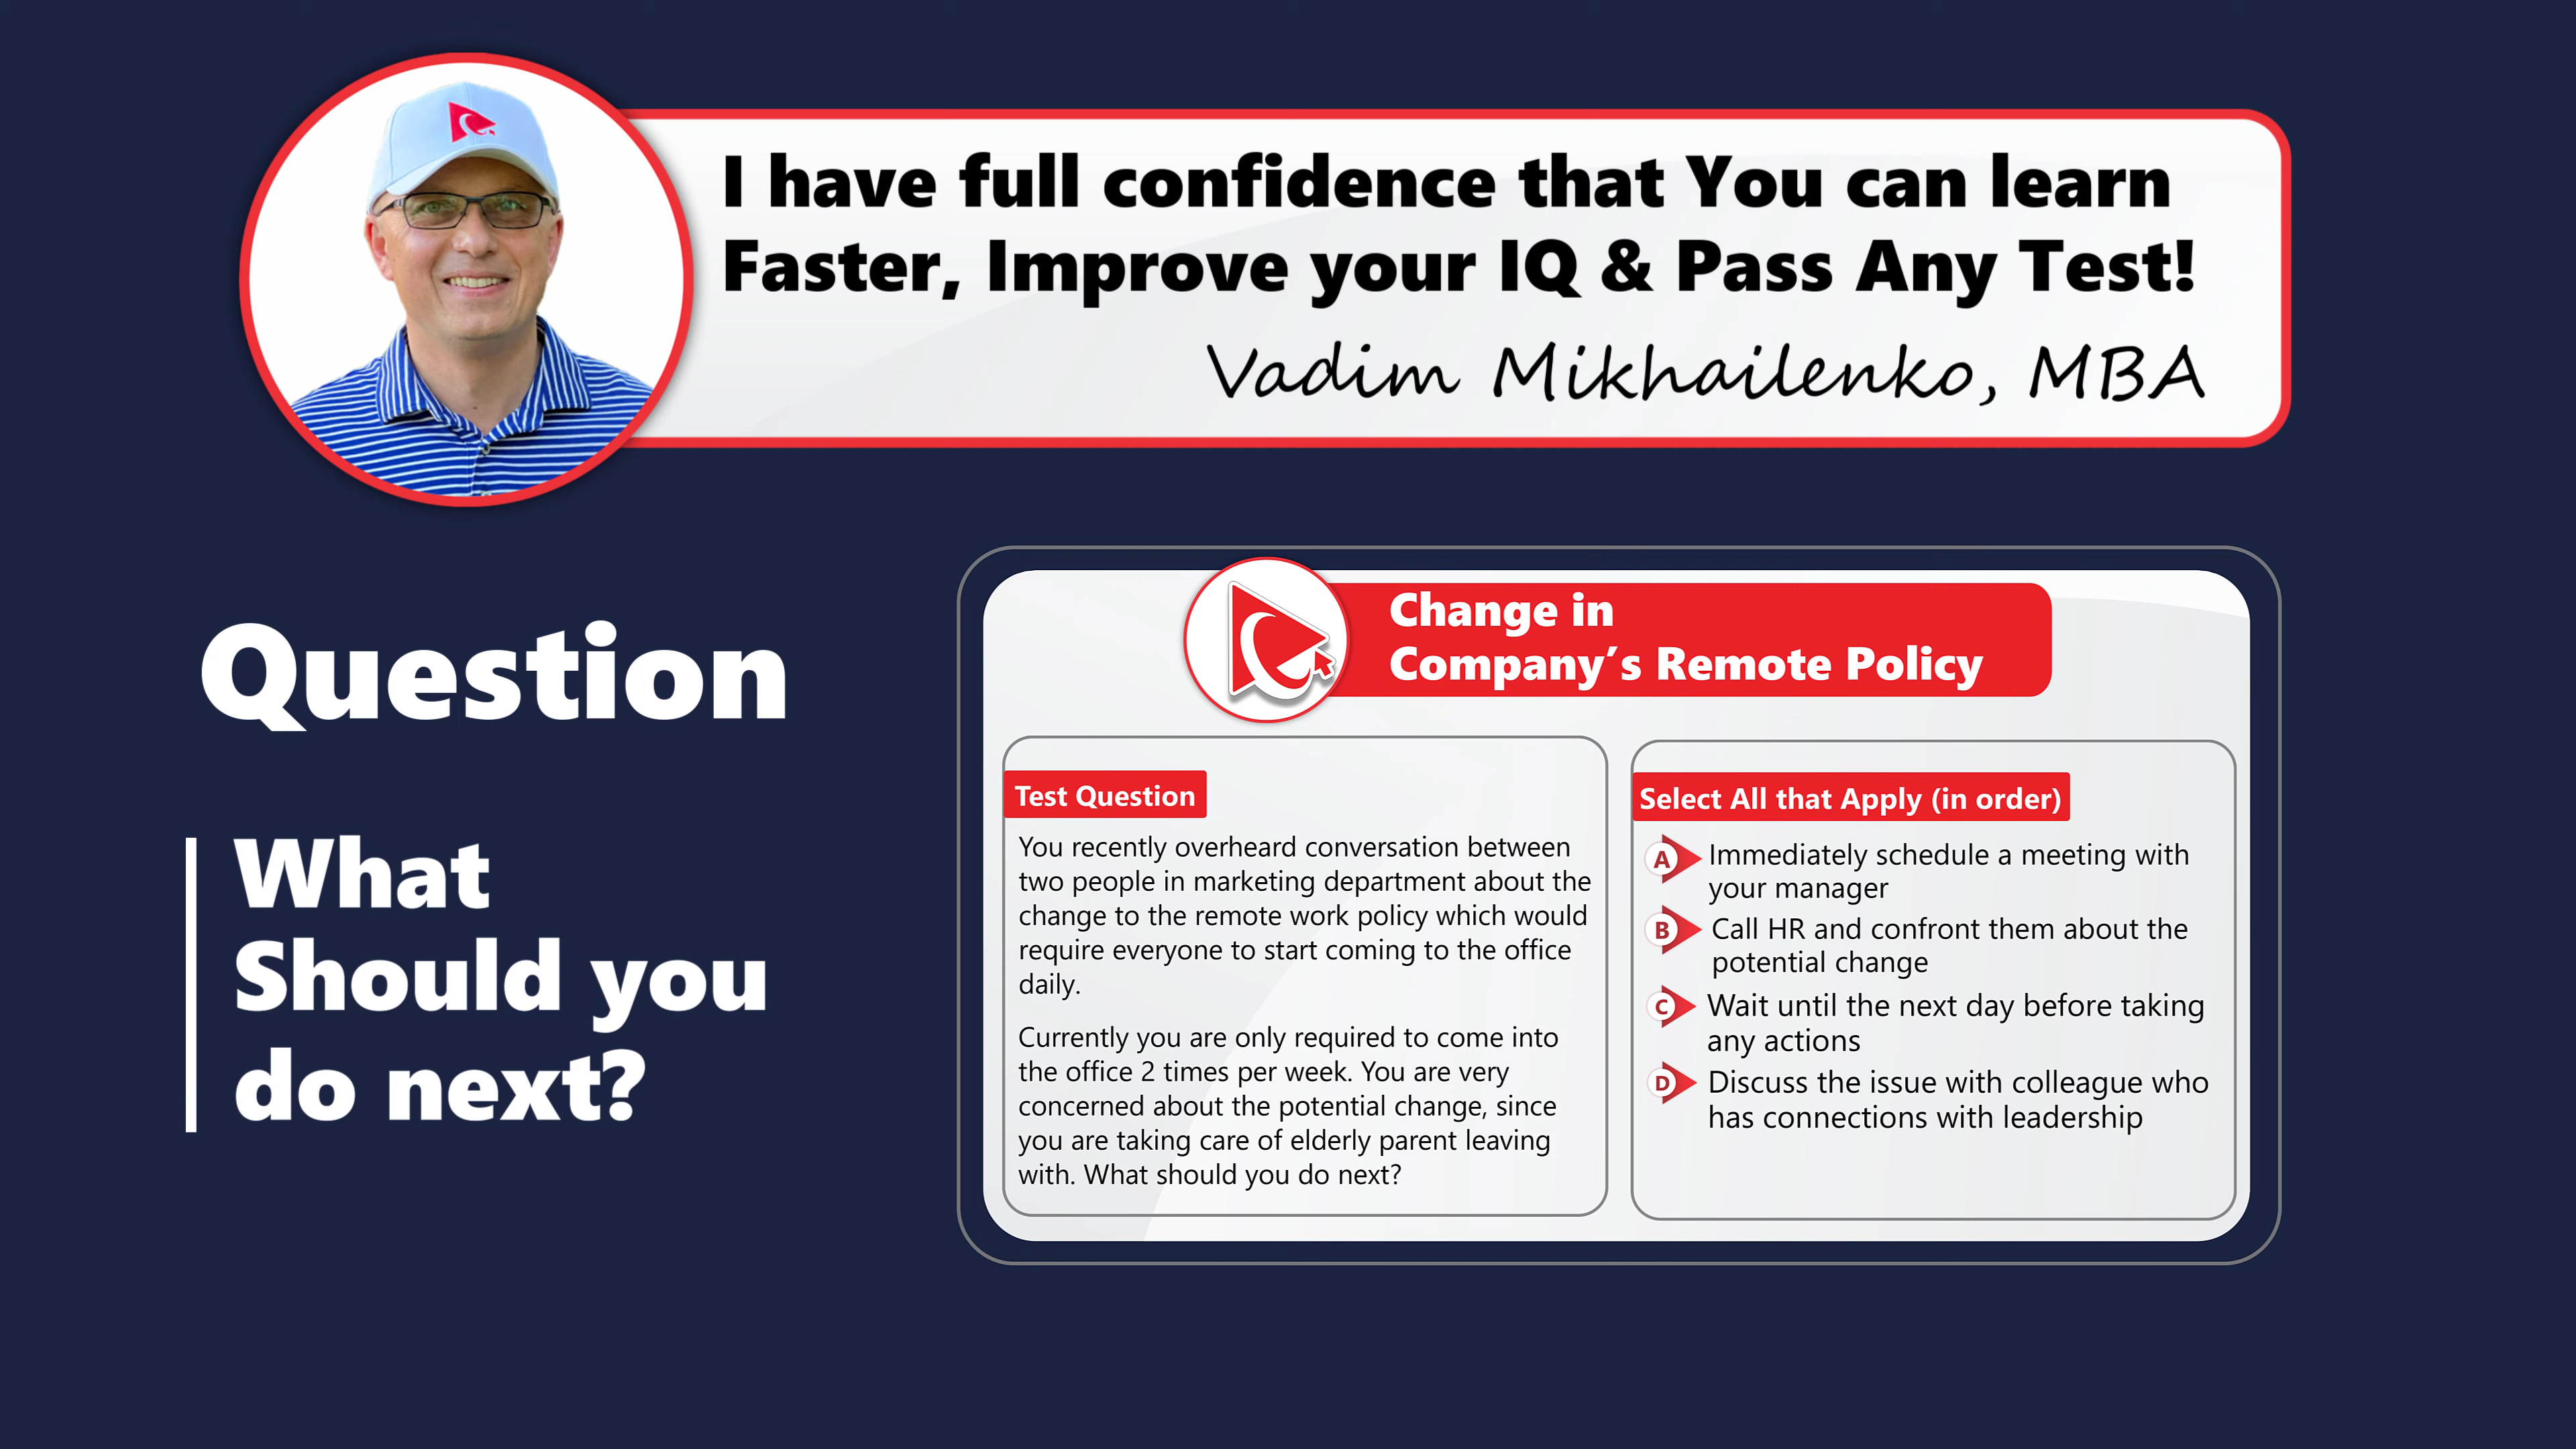 I have full confidence that You can learn
Faster, Improve your IQ & Pass Any Test!
Vadim Mikhailenko, MBA
Question
What
Should you
do next?
Change in
Company's Remote Policy
Test Question
You recently overheard conversation between
two people in marketing department about the
change to the remote work policy which would
require everyone to start coming to the office
daily.
Currently you are only required to come into
the office 2 times per week. You are very
concerned about the potential change, since
you are taking care of elderly parent leaving
with. What should you do next?
Select All that Apply (in order)
A Immediately schedule a meeting with
your manager
B Call HR and confront them about the
potential change
C Wait until the next day before taking
any actions
D Discuss the issue with colleague who
has connections with leadership